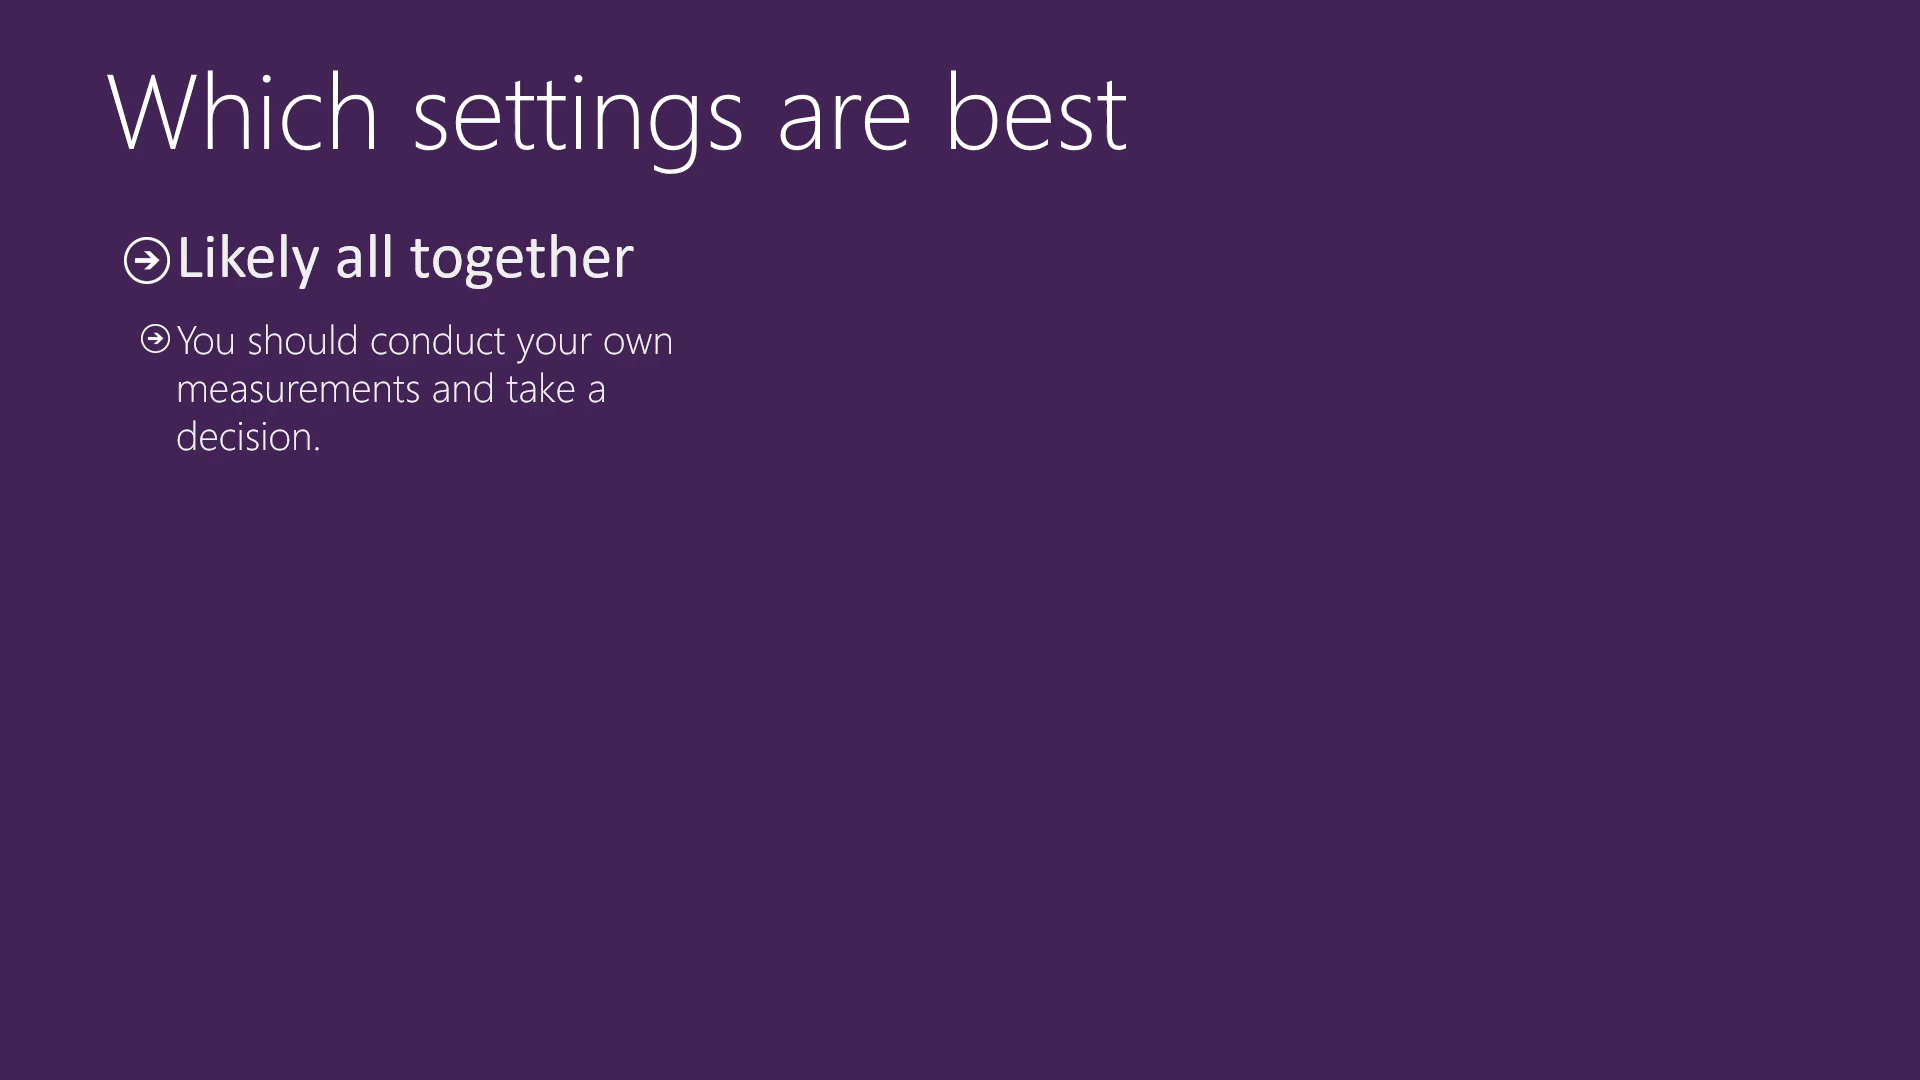 Which settings are best
Likely all together
You should conduct your own
measurements and take a
decision.